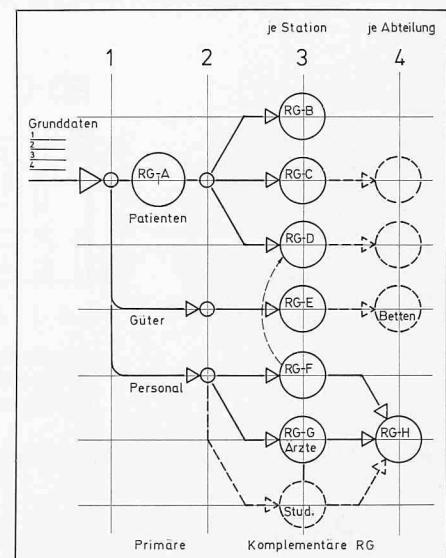 je Station
je Abteilung
1
2
3
4
Grunddaten
1
2
3
4
RG-A
Patienten
RG-B
RG-C
RG-D
Güter
RG-E
Betten
Personal
RG-F
RG-G
Ärzte
RG-H
Stud.
Primäre
Komplementäre RG